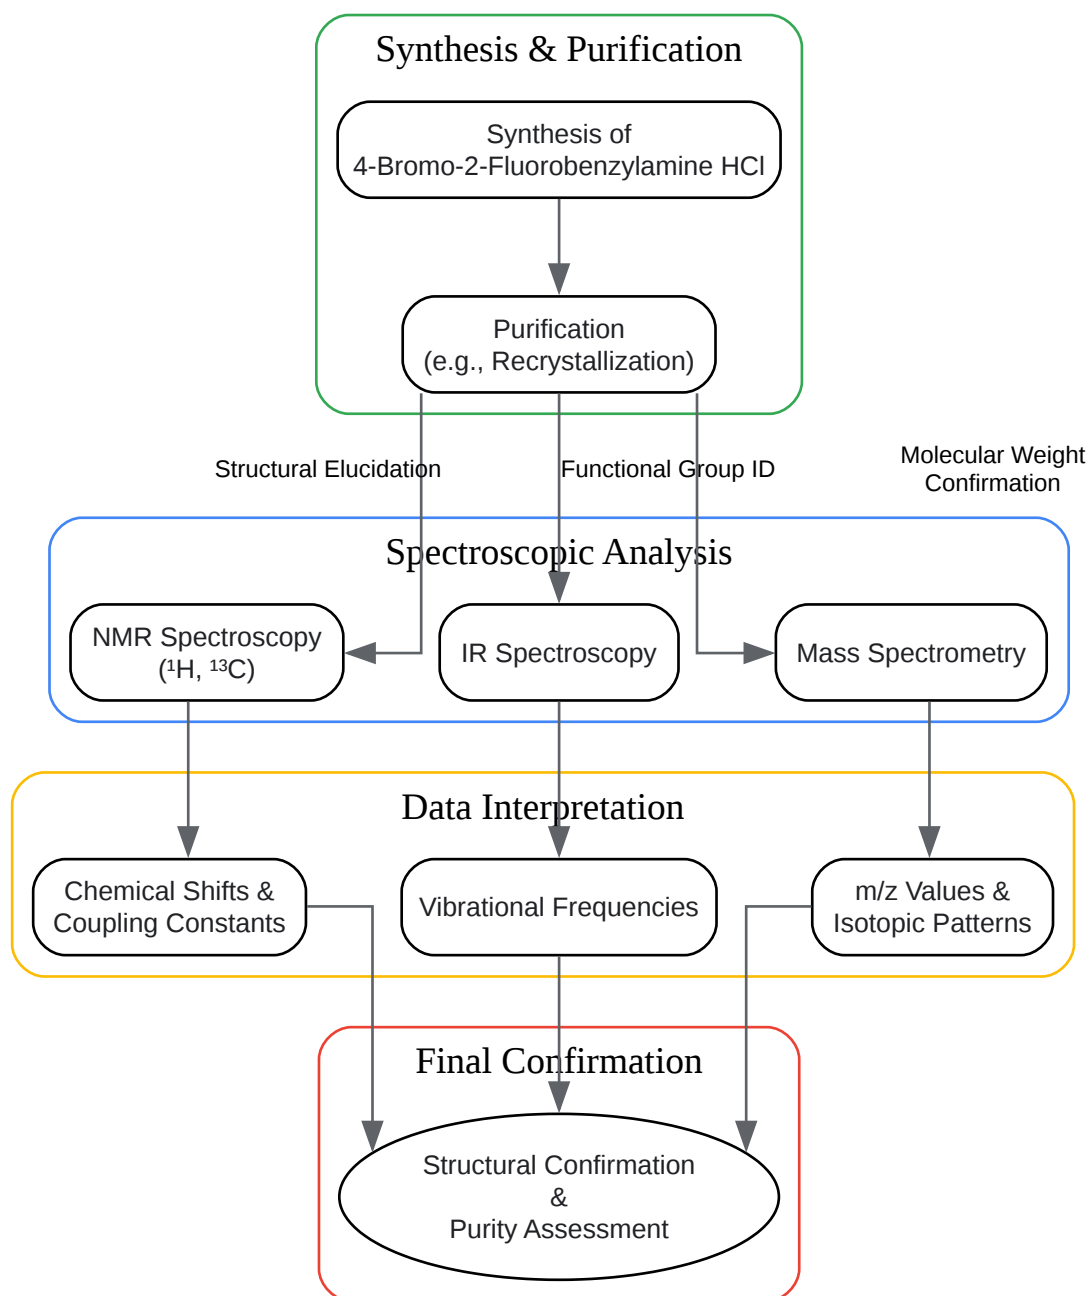 Synthesis & Purification
Synthesis of
4-Bromo-2-Fluorobenzylamine HCl
Purification
(e.g., Recrystallization)
Structural Elucidation
Functional Group ID
Molecular Weight
Confirmation
Spectroscopic Analysis
NMR Spectroscopy
(¹H, ¹³C)
IR Spectroscopy
Mass Spectrometry
Data Interpretation
Chemical Shifts &
Coupling Constants
Vibrational Frequencies
m/z Values &
Isotopic Patterns
Final Confirmation
Structural Confirmation
&
Purity Assessment